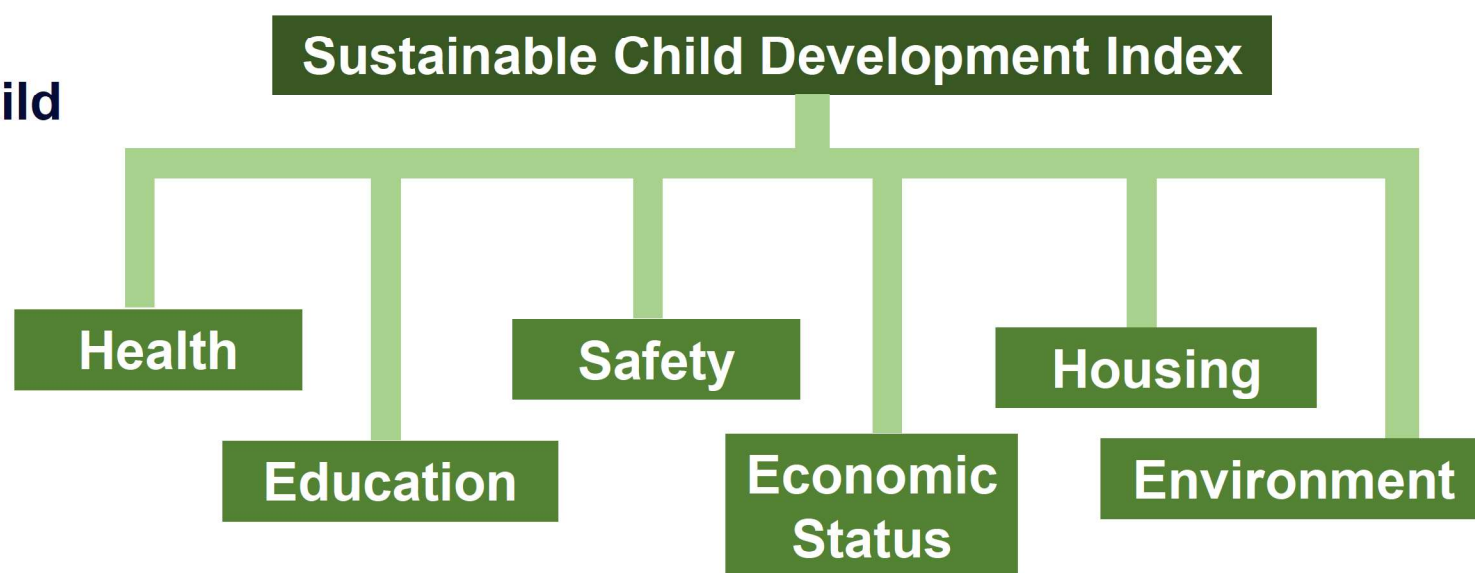 Sustainable Child Development Index
ild
Health
Safety
Housing
Education
Economic
Status
Environment